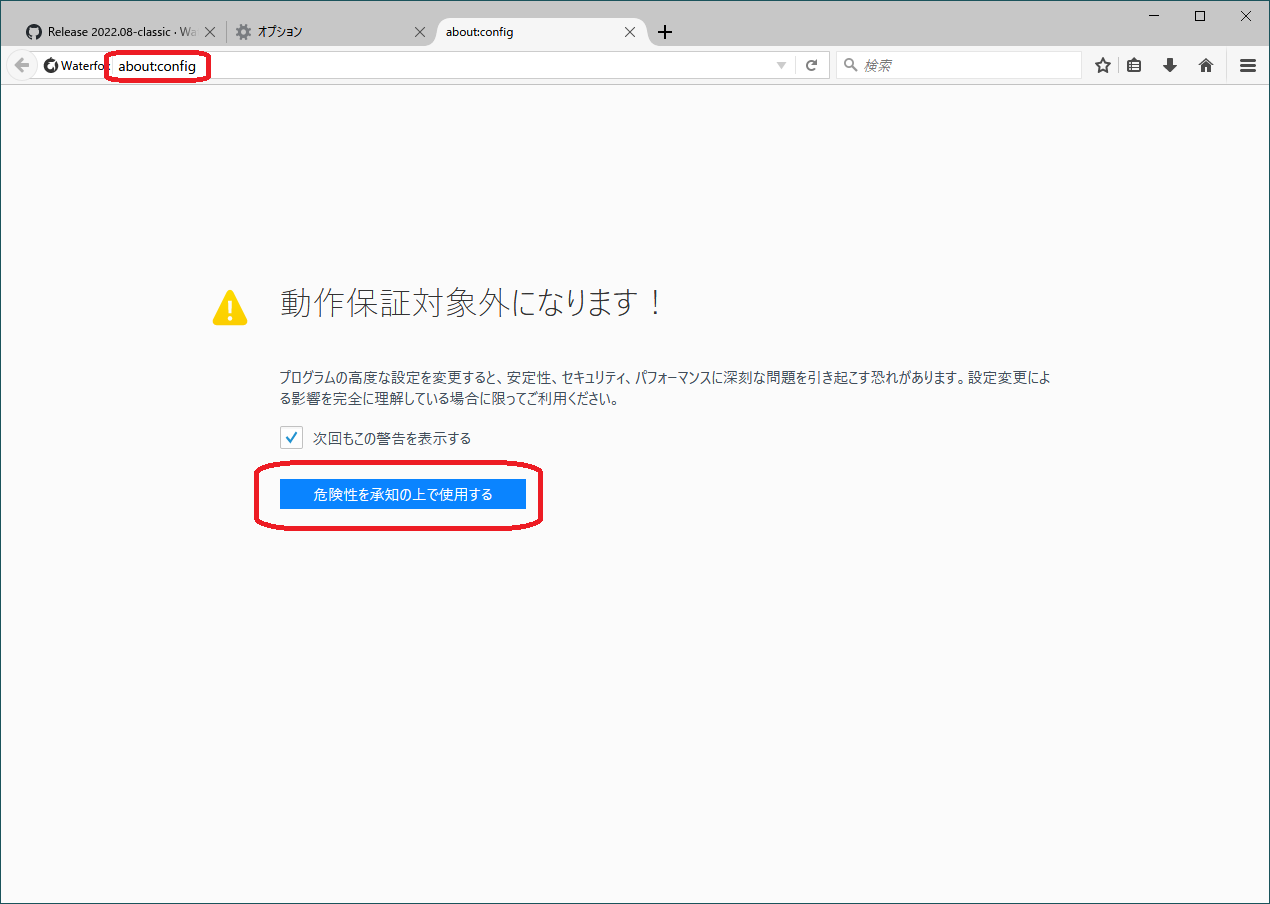 Release 2022.08-classic · Wa
オプション
about:config
Waterfo
about:config
検索
動作保証対象外になります！
プログラムの高度な設定を変更すると、安定性、セキュリティ、パフォーマンスに深刻な問題を引き起こす恐れがあります。設定変更によ
る影響を完全に理解している場合に限ってご利用ください。
次回もこの警告を表示する
危険性を承知の上で使用する